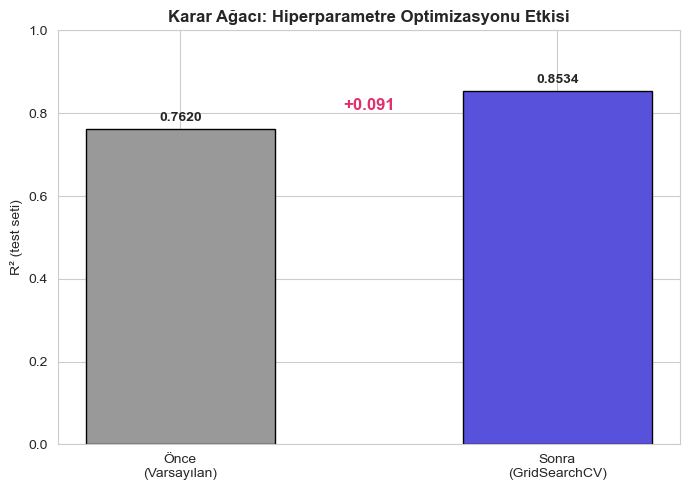 Karar Ağacı: Hiperparametre Optimizasyonu Etkisi
1.0
0.8
0.6
0.4
0.2
0.0
R² (test seti)
0.7620
+0.091
0.8534
Önce
(Varsayılan)
Sonra
(GridSearchCV)